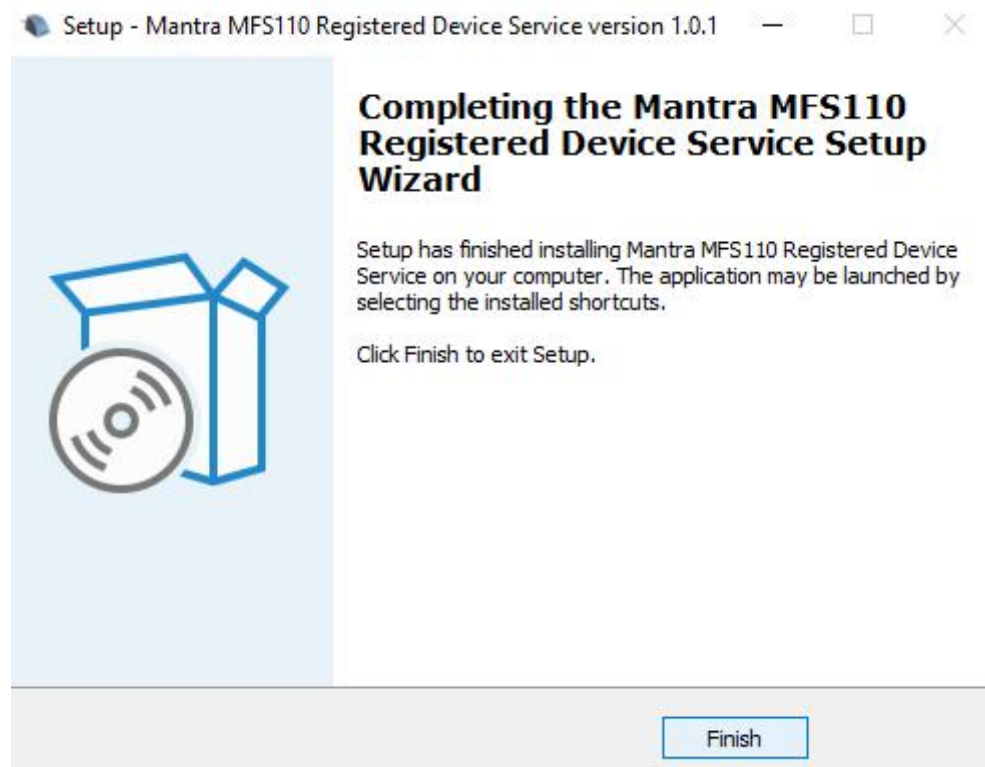 Setup - Mantra MFS110 Registered Device Service version 1.0.1
Completing the Mantra MFS110
Registered Device Service Setup
Wizard
Setup has finished installing Mantra MFS110 Registered Device
Service on your computer. The application may be launched by
selecting the installed shortcuts.
Click Finish to exit Setup.
Finish